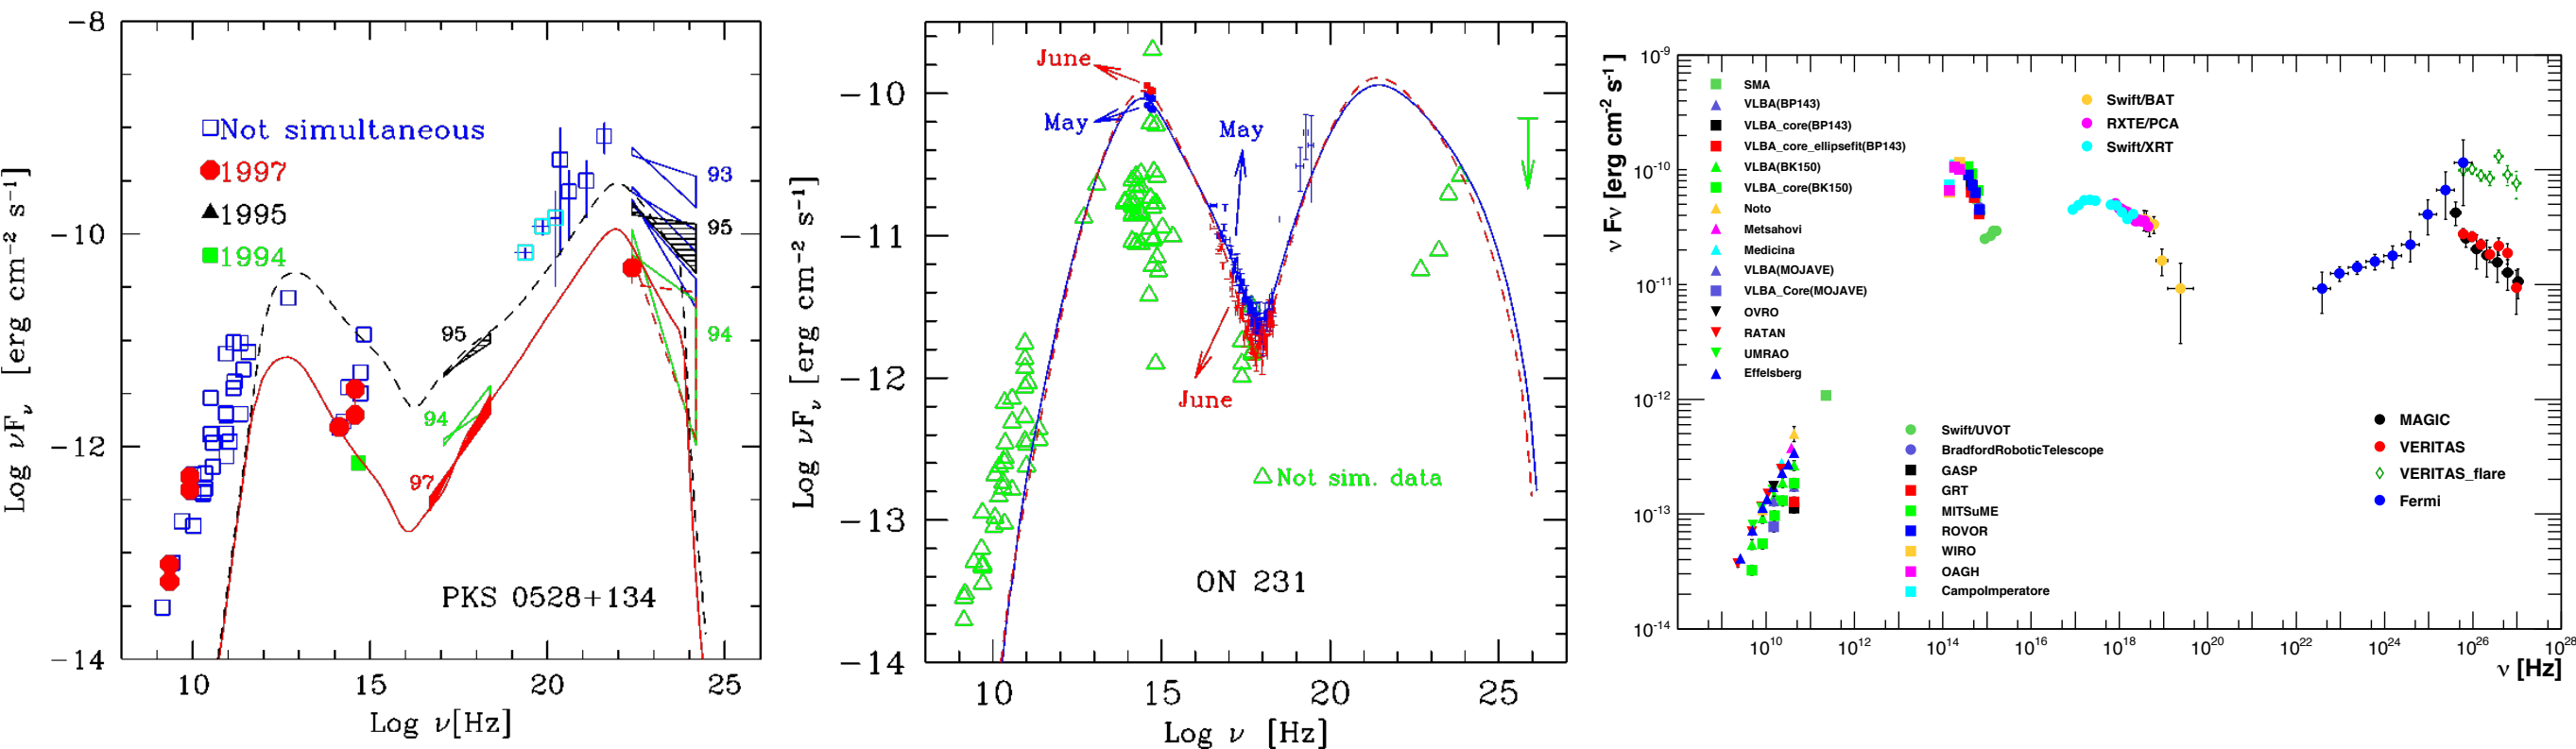 −8
−10
−12
−14
Log νFν [erg cm−2 s−1]
□Not simultaneous
1997
1995
1994
93
95
94
95
94
97
PKS 0528+134
10 15 20 25
Log ν[Hz]
−10
−11
−12
−13
−14
Log νFν [erg cm−2 s−1]
June
May
May
June
Not sim. data
ON 231
10 15 20 25
Log ν [Hz]
ν Fν [erg cm-2 s-1]
10-9
10-10
10-11
10-12
10-13
10-14
SMA
VLBA(BP143)
VLBA_core(BP143)
VLBA_core_ellipsefit(BP143)
VLBA(BK150)
VLBA_core(BK150)
Noto
Metsahovi
Medicina
VLBA(MOJAVE)
VLBA_Core(MOJAVE)
OVRO
RATAN
UMRAO
Effelsberg
Swift/BAT
RXTE/PCA
Swift/XRT
Swift/UVOT
BradfordRoboticTelescope
GASP
GRT
MITSuME
ROVOR
WIRO
OAGH
CampoImperatore
MAGIC
VERITAS
VERITAS_flare
Fermi
1010 1012 1014 1016 1018 1020 1022 1024 1026 1028
ν [Hz]